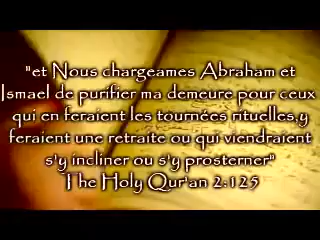 "et Nous chargeames Abraham et
Ismael de purifier ma demeure pour ceux
qui en feraient les tournées rituelles,y
feraient une retraite ou qui viendraient
s'y incliner ou s'y prosterner"
The Holy Qur'an 2:125